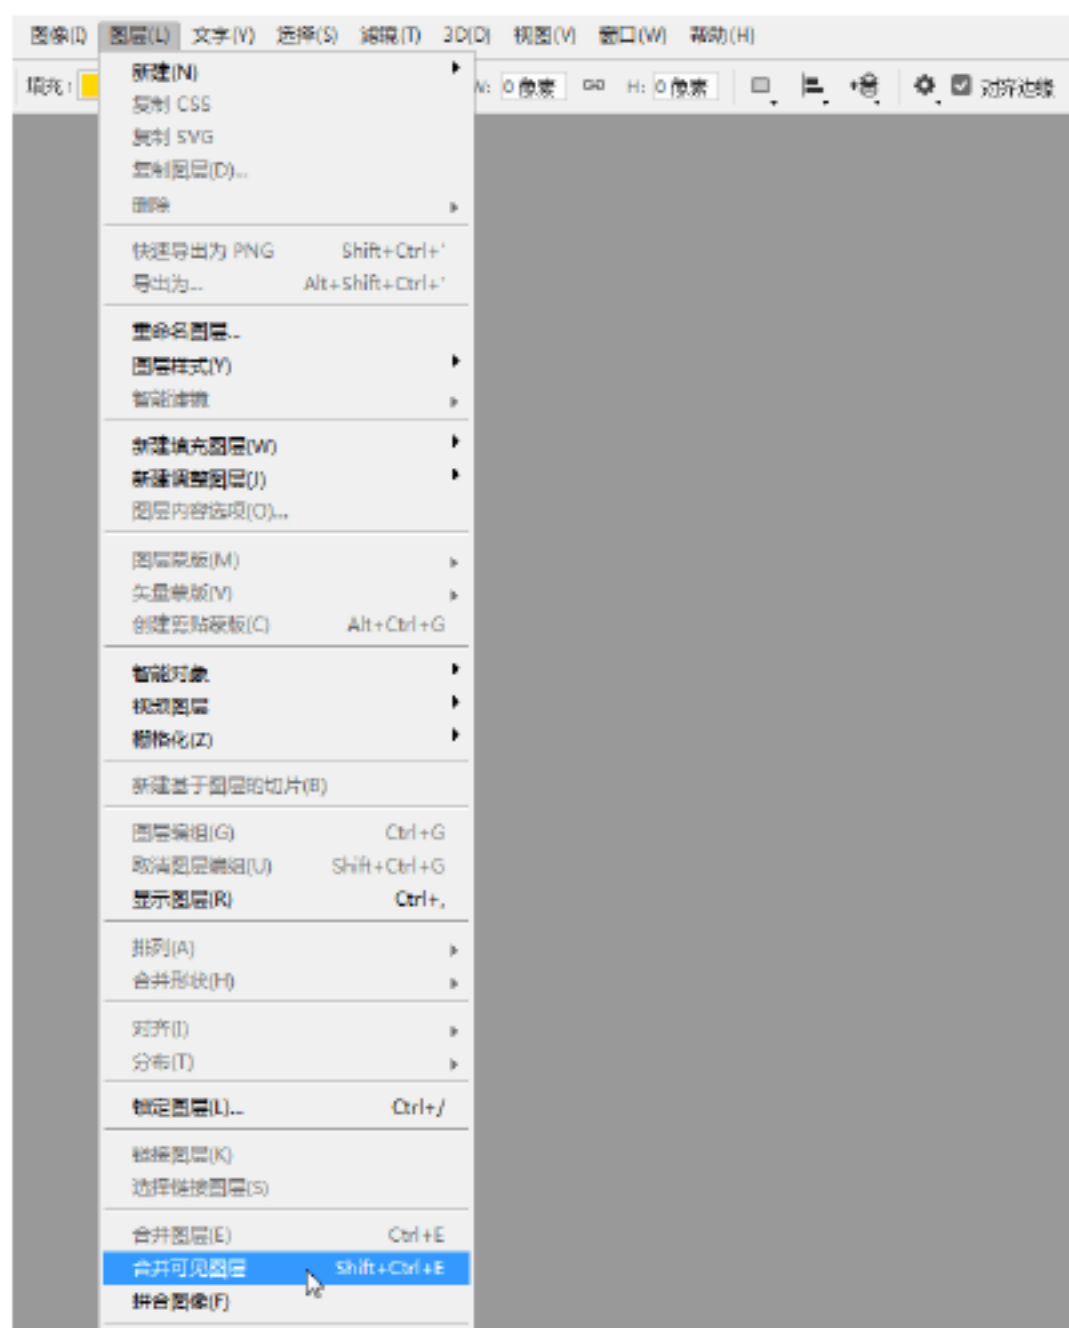 图像(I) 图层(L) 文字(Y) 选择(S) 滤镜(T) 3D(D) 视图(V) 窗口(W) 帮助(H)
填充: W: 0 像素 H: 0 像素 对齐边缘
新建(N)
复制 CSS
复制 SVG
复制图层(D)...
删除
快速导出为 PNG Shift+Ctrl+'
导出为... Alt+Shift+Ctrl+'
重命名图层...
图层样式(Y)
智能滤镜
新建填充图层(W)
新建调整图层(J)
图层内容选项(O)...
图层蒙版(M)
矢量蒙版(V)
创建剪贴蒙版(C) Alt+Ctrl+G
智能对象
视频图层
栅格化(Z)
新建基于图层的切片(B)
图层编组(G) Ctrl+G
取消图层编组(U) Shift+Ctrl+G
显示图层(R) Ctrl+,
排列(A)
合并形状(H)
对齐(I)
分布(T)
锁定图层(L)... Ctrl+/
链接图层(K)
选择链接图层(S)
合并图层(E) Ctrl+E
合并可见图层 Shift+Ctrl+E
拼合图像(F)